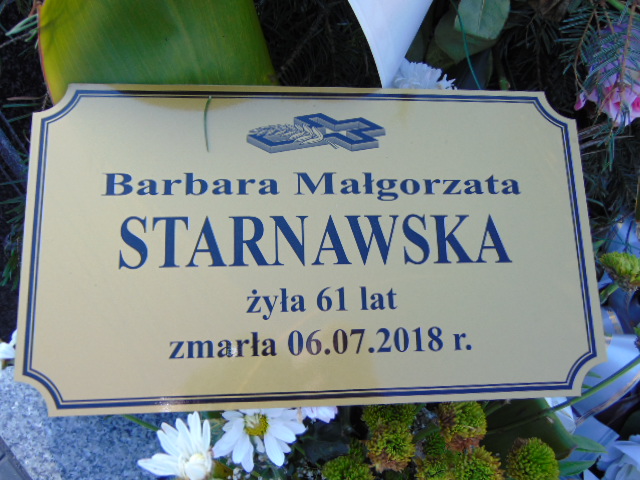 Barbara Małgorzata
STARNAWSKA
żyła 61 lat
zmarła 06.07.2018 r.